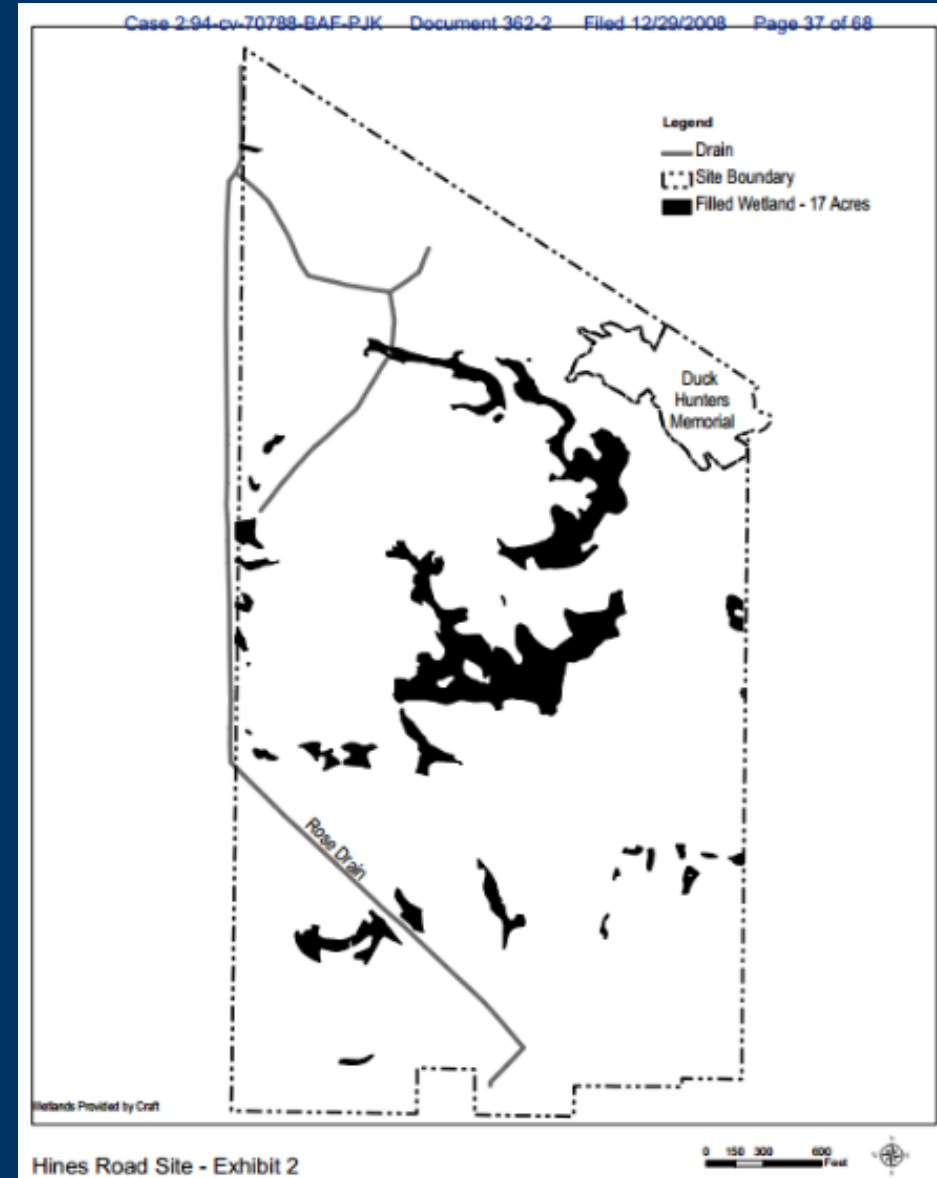 Case 2:94-cv-70788-BAF-PJK Document 362-2 Filed 12/29/2008 Page 37 of 68
Legend
Drain
Site Boundary
Filled Wetland - 17 Acres
Duck
Hunters
Memorial
Rose Drain
Wetlands Provided by Craft
Hines Road Site - Exhibit 2
0 150 300 600
Feet